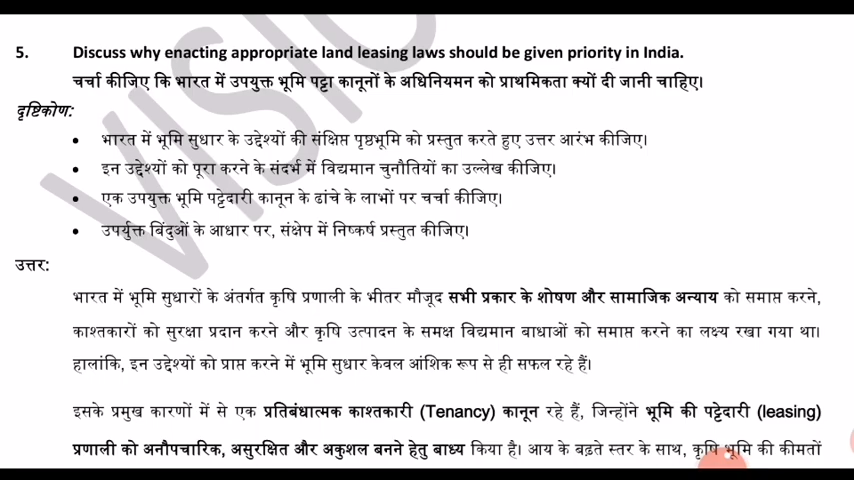 5. Discuss why enacting appropriate land leasing laws should be given priority in India.
चर्चा कीजिए कि भारत में उपयुक्त भूमि पट्टा कानूनों के अधिनियमन को प्राथमिकता क्यों दी जानी चाहिए।
दृष्टिकोण:
• भारत में भूमि सुधार के उद्देश्यों की संक्षिप्त पृष्ठभूमि को प्रस्तुत करते हुए उत्तर आरंभ कीजिए।
• इन उद्देश्यों को पूरा करने के संदर्भ में विद्यमान चुनौतियों का उल्लेख कीजिए।
• एक उपयुक्त भूमि पट्टेदारी कानून के ढांचे के लाभों पर चर्चा कीजिए।
• उपर्युक्त बिंदुओं के आधार पर, संक्षेप में निष्कर्ष प्रस्तुत कीजिए।
उत्तर:
भारत में भूमि सुधारों के अंतर्गत कृषि प्रणाली के भीतर मौजूद सभी प्रकार के शोषण और सामाजिक अन्याय को समाप्त करने,
काश्तकारों को सुरक्षा प्रदान करने और कृषि उत्पादन के समक्ष विद्यमान बाधाओं को समाप्त करने का लक्ष्य रखा गया था।
हालांकि, इन उद्देश्यों को प्राप्त करने में भूमि सुधार केवल आंशिक रूप से ही सफल रहे हैं।
इसके प्रमुख कारणों में से एक प्रतिबंधात्मक काश्तकारी (Tenancy) कानून रहे हैं, जिन्होंने भूमि की पट्टेदारी (leasing)
प्रणाली को अनौपचारिक, असुरक्षित और अकुशल बनने हेतु बाध्य किया है। आय के बढ़ते स्तर के साथ, कृषि भूमि की कीमतों
VISIO